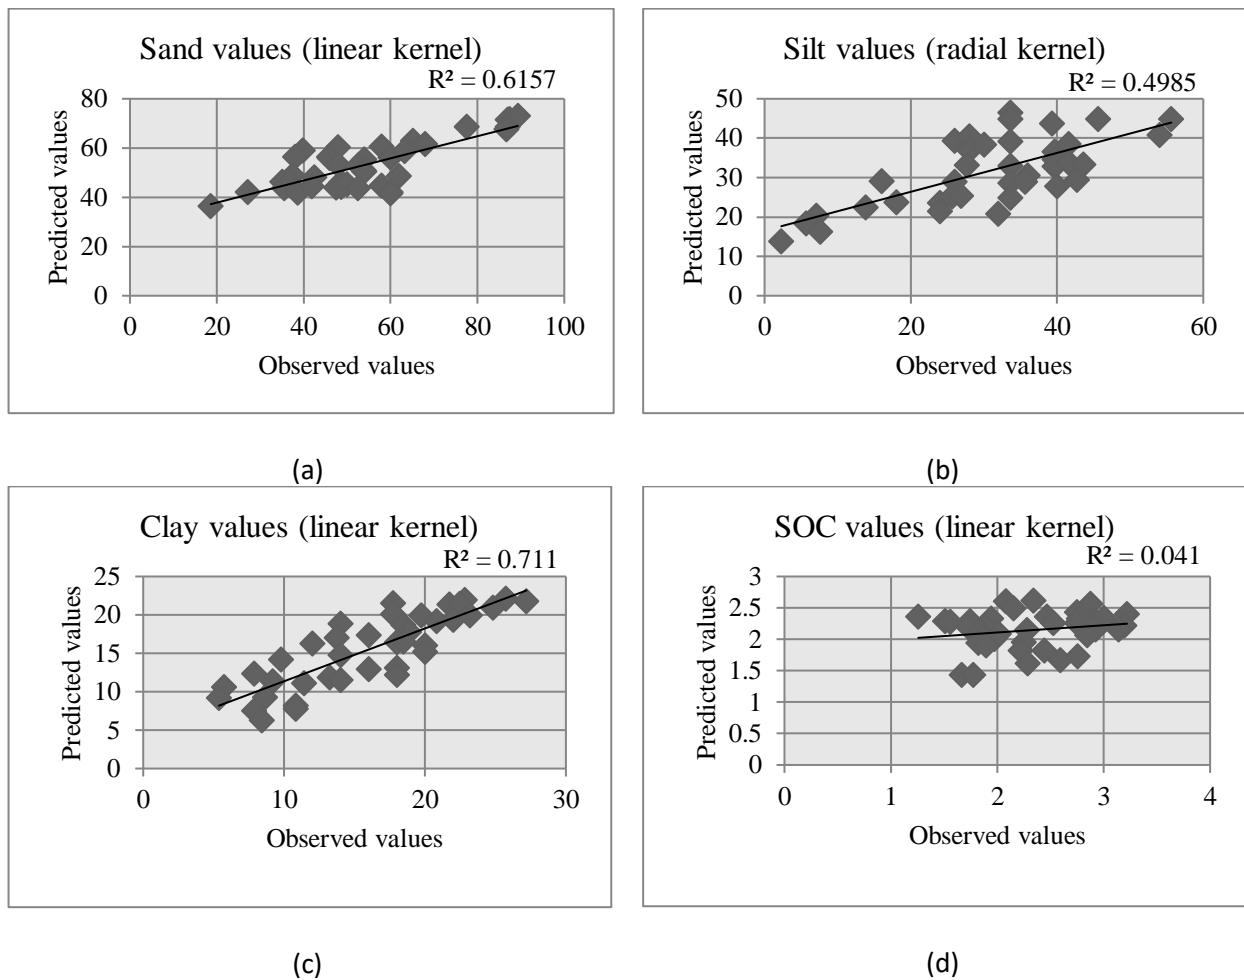 Sand values (linear kernel)
R² = 0.6157
80
60
40
20
0
0 20 40 60 80 100
Predicted values
Observed values
(a)
Silt values (radial kernel)
R² = 0.4985
50
40
30
20
10
0
0 20 40 60
Predicted values
Observed values
(b)
Clay values (linear kernel)
R² = 0.711
25
20
15
10
5
0
0 10 20 30
Predicted values
Observed values
(c)
SOC values (linear kernel)
R² = 0.041
3
2.5
2
1.5
1
0.5
0
0 1 2 3 4
Predicted values
Observed values
(d)